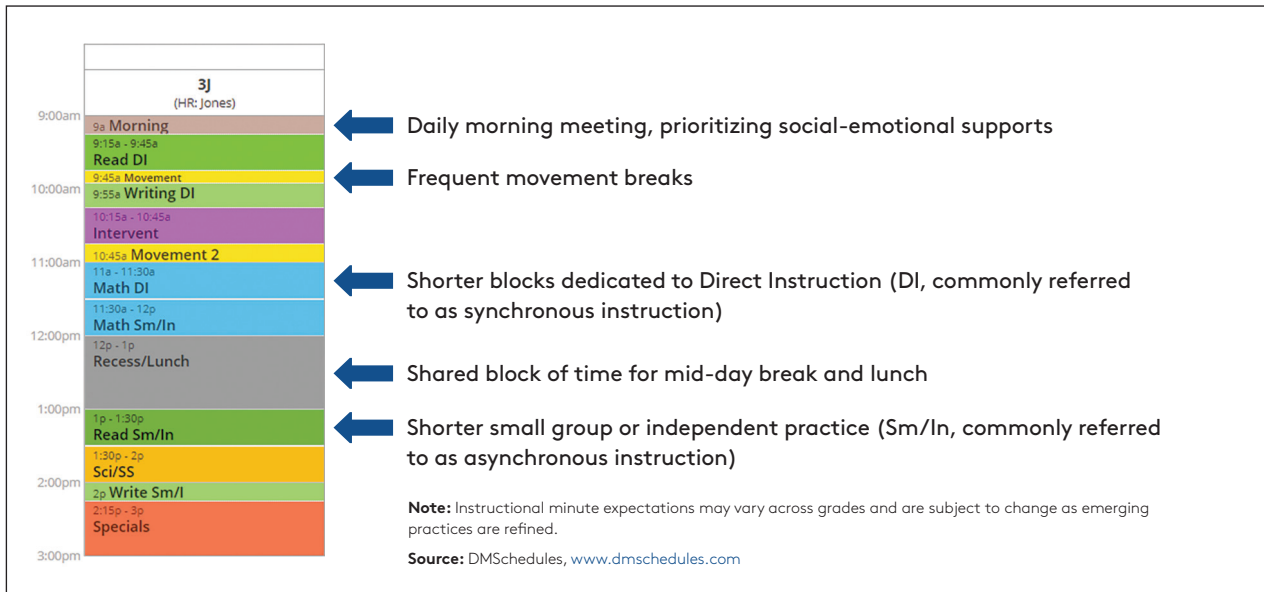 3J
(HR: Jones)
9:00am
9a Morning
Daily morning meeting, prioritizing social-emotional supports
9:15a - 9:45a
Read DI
9:45a Movement
Frequent movement breaks
10:00am
9:55a Writing DI
10:15a - 10:45a
Intervent
10:45a Movement 2
11:00am
11a - 11:30a
Math DI
Shorter blocks dedicated to Direct Instruction (DI, commonly referred
to as synchronous instruction)
11:30a - 12p
Math Sm/In
12:00pm
12p - 1p
Recess/Lunch
Shared block of time for mid-day break and lunch
1:00pm
1p - 1:30p
Read Sm/In
Shorter small group or independent practice (Sm/In, commonly referred
to as asynchronous instruction)
1:30p - 2p
Sci/SS
2:00pm
2p Write Sm/I
2:15p - 3p
Specials
3:00pm
Note: Instructional minute expectations may vary across grades and are subject to change as emerging
practices are refined.
Source: DMSchedules, www.dmschedules.com